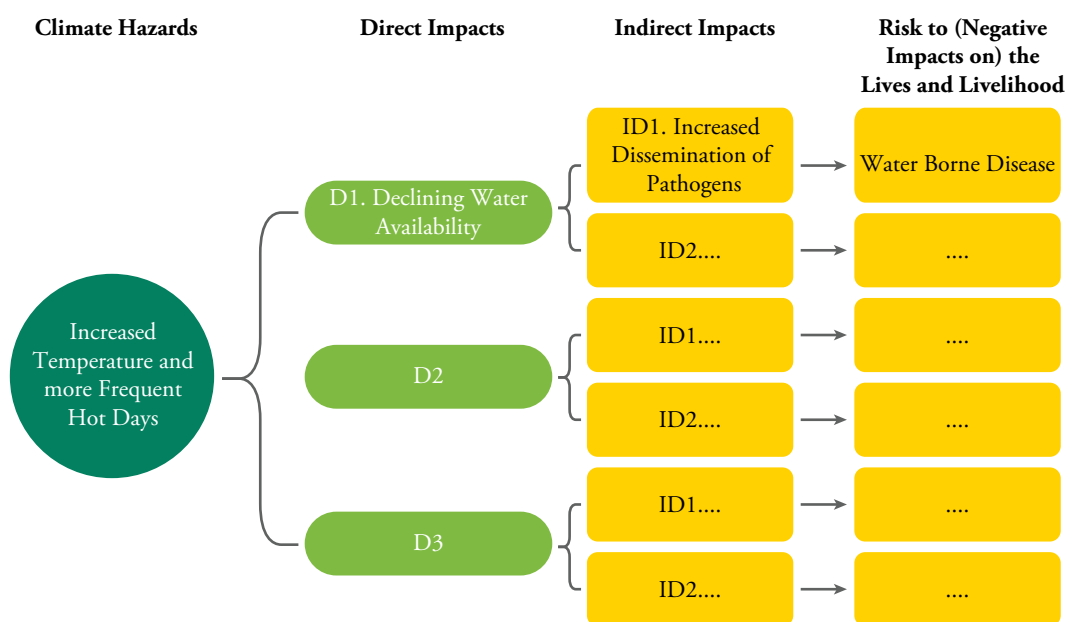 Climate Hazards
Direct Impacts
Indirect Impacts
Risk to (Negative
Impacts on) the
Lives and Livelihood
Increased
Temperature and
more Frequent
Hot Days
D1. Declining Water
Availability
ID1. Increased
Dissemination of
Pathogens
Water Borne Disease
ID2....
....
D2
ID1....
....
ID2....
....
D3
ID1....
....
ID2....
....